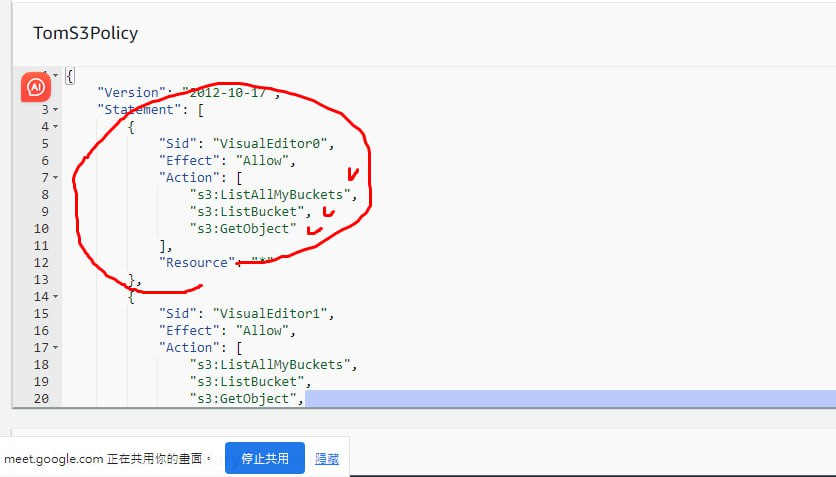 TomS3Policy
{
"Version": "2012-10-17",
3 "Statement": [
4 {
5 "Sid": "VisualEditor0",
6 "Effect": "Allow",
7 "Action": [
8 "s3:ListAllMyBuckets",
9 "s3:ListBucket",
10 "s3:GetObject"
11 ],
12 "Resource": "*"
13 },
14 {
15 "Sid": "VisualEditor1",
16 "Effect": "Allow",
17 "Action": [
18 "s3:ListAllMyBuckets",
19 "s3:ListBucket",
20 "s3:GetObject",
AI
meet.google.com 正在共用你的畫面。 停止共用 隱藏